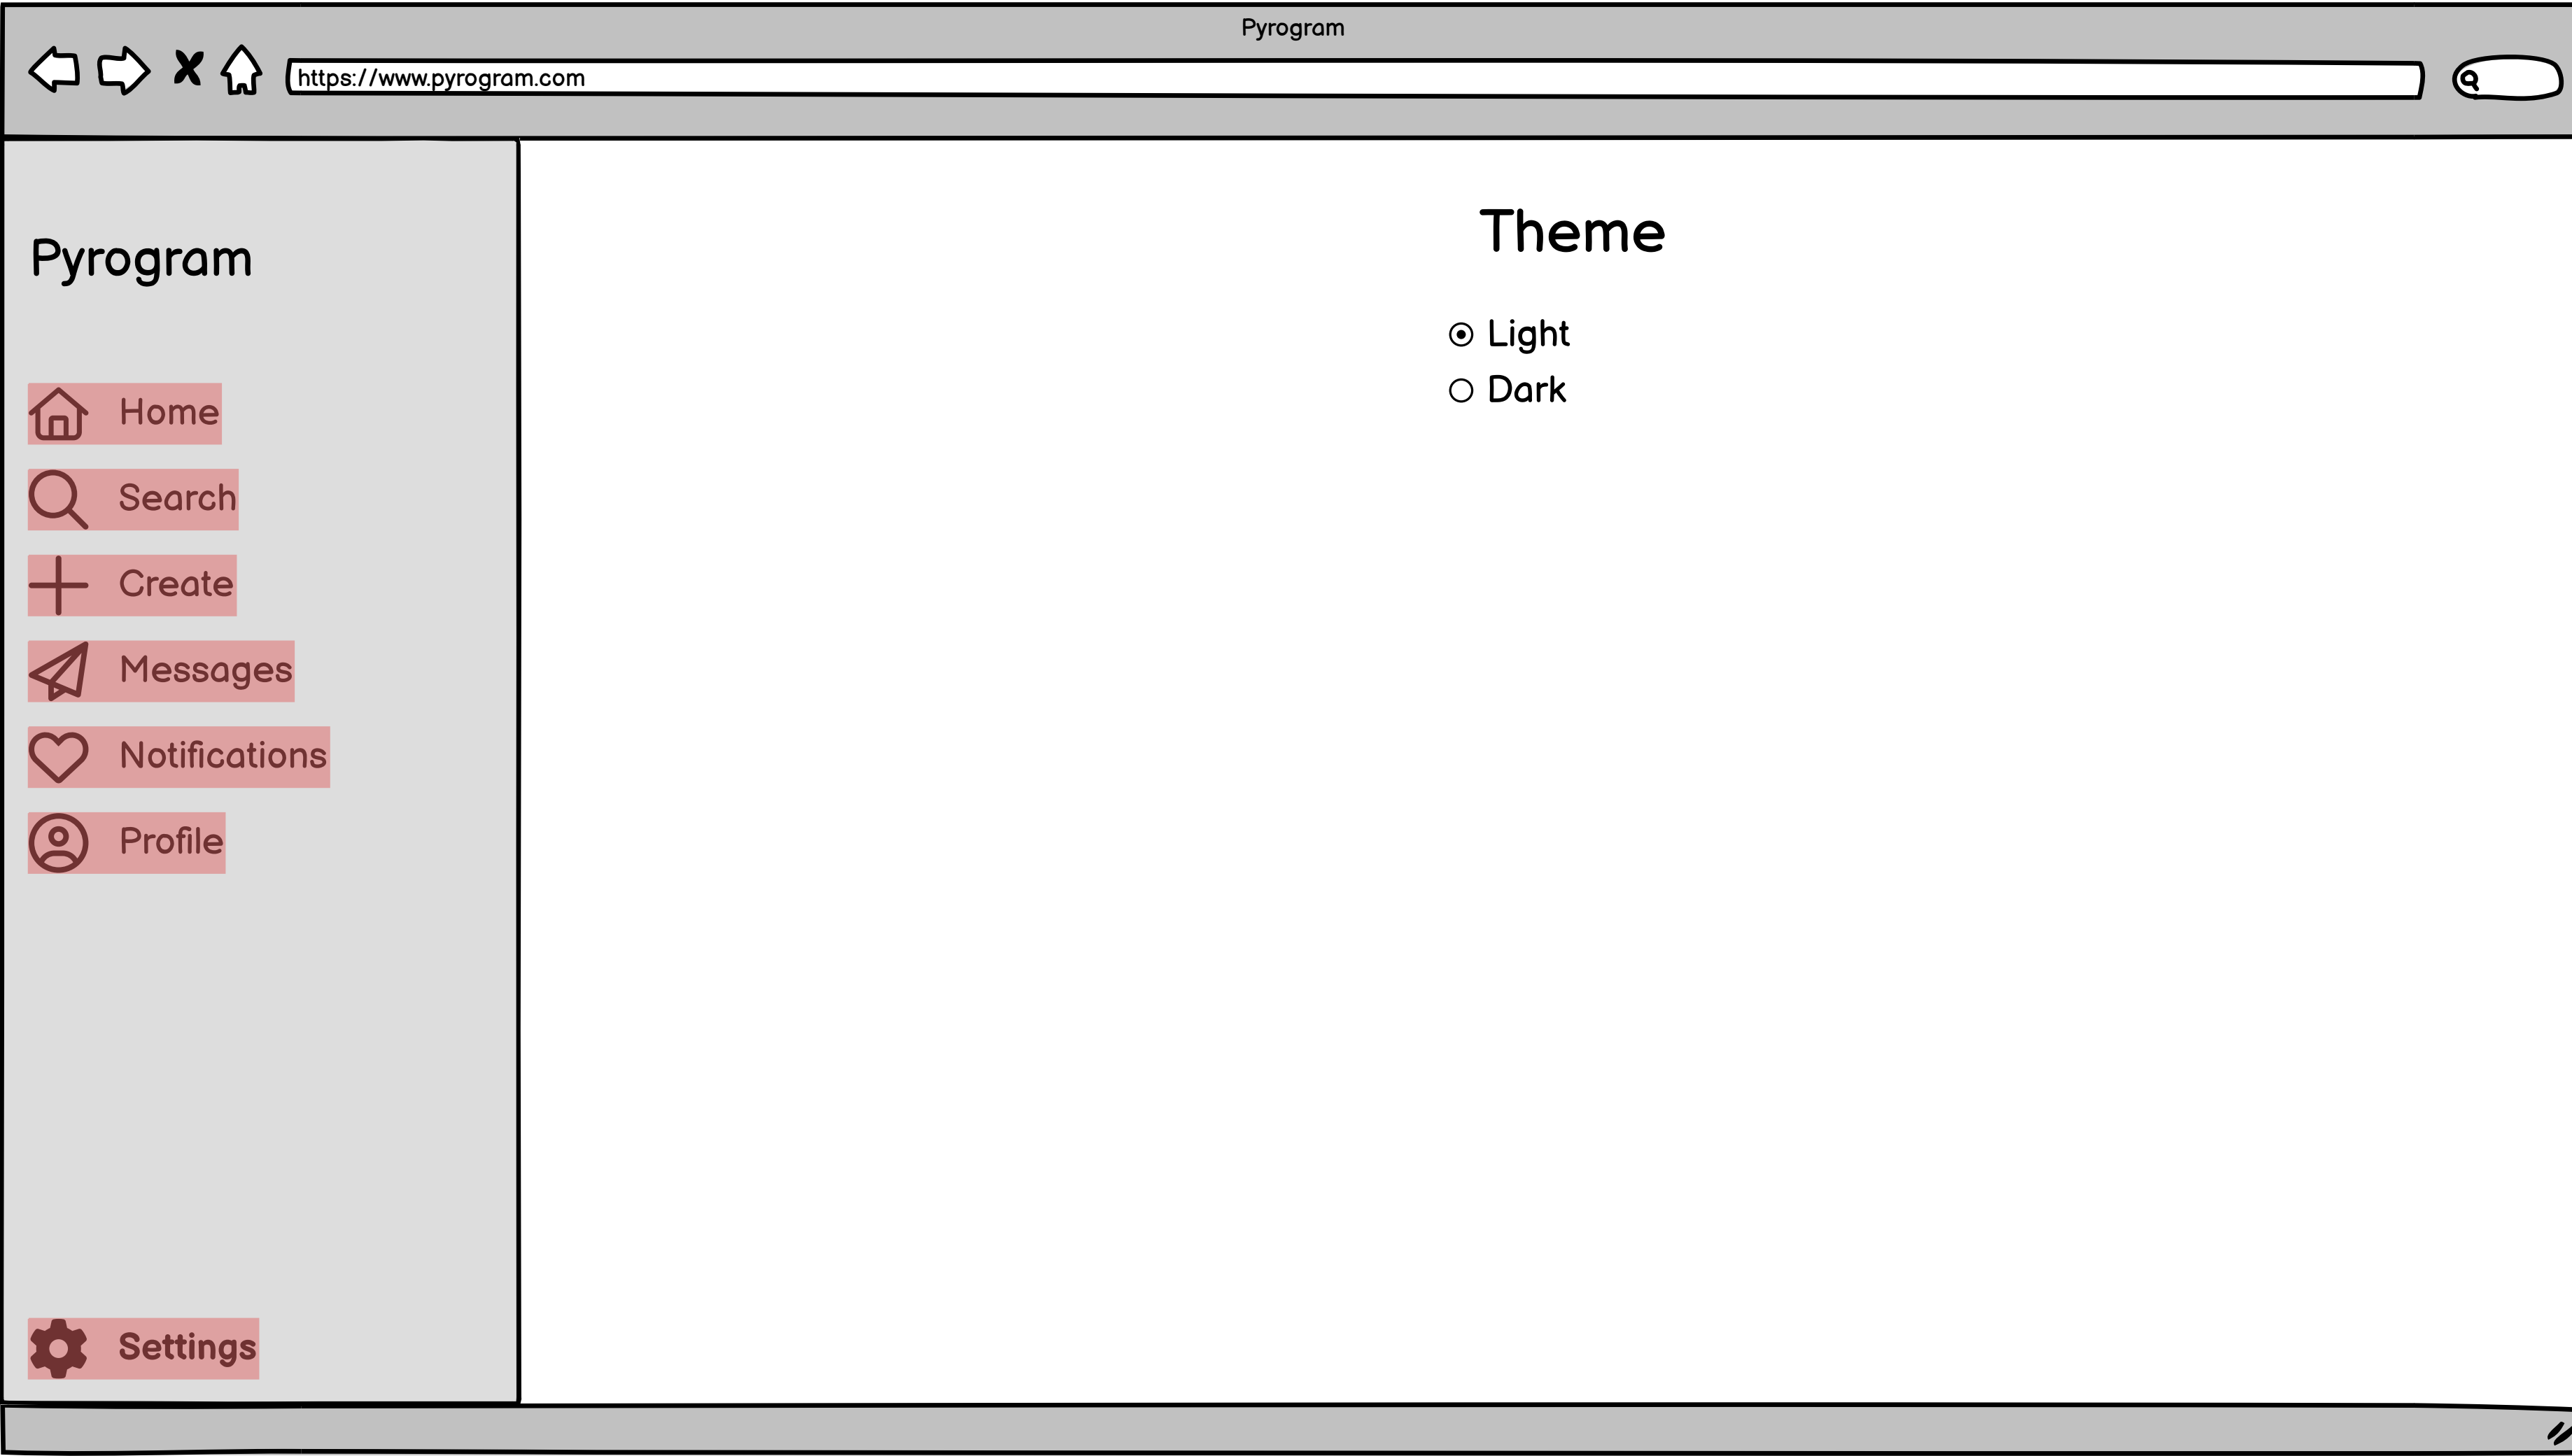 Pyrogram
https://www.pyrogram.com
Pyrogram
Home
Search
Create
Messages
Notifications
Profile
Settings
Theme
Light
Dark